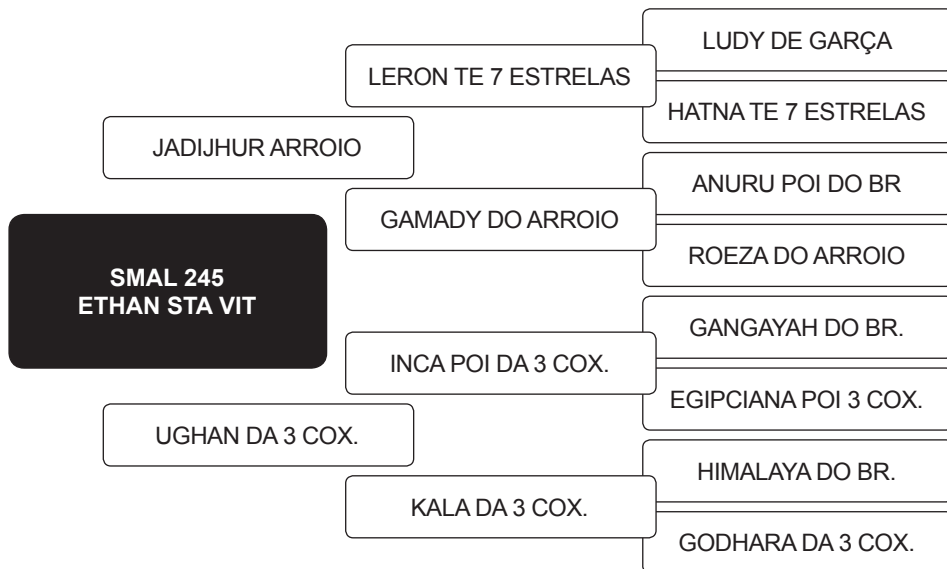 LUDY DE GARÇA
LERON TE 7 ESTRELAS
HATNA TE 7 ESTRELAS
JADIJHUR ARROIO
ANURU POI DO BR
GAMADY DO ARROIO
ROEZA DO ARROIO
SMAL 245
ETHAN STA VIT
GANGAYAH DO BR.
INCA POI DA 3 COX.
EGIPCIANA POI 3 COX.
UGHAN DA 3 COX.
HIMALAYA DO BR.
KALA DA 3 COX.
GODHARA DA 3 COX.